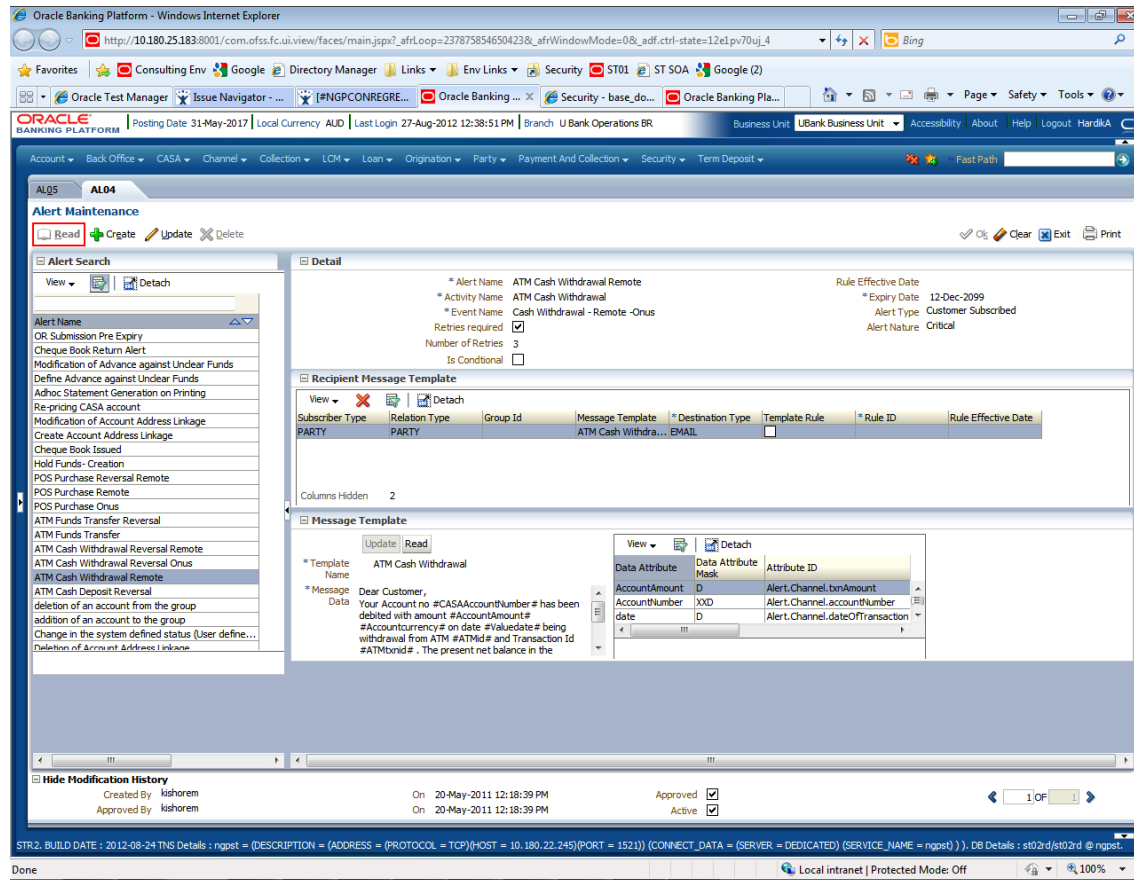 Oracle Banking Platform - Windows Internet Explorer
http://10.180.25.183:8001/com.ofss.fc.ui.view/faces/main.jspx?_afrLoop=2378758546504238&_afrWindowMode=0&_adf.ctrl-state=12e1pv70uj_4
Bing
Favorites Consulting Env Google Directory Manager Links Env Links Security ST01 ST SOA Google (2)
Oracle Test Manager Issue Navigator - ... [#NGPCONREGRE... Oracle Banking ... X Security - base_do... Oracle Banking Pla... Page Safety Tools
ORACLE BANKING PLATFORM Posting Date 31-May-2017 Local Currency AUD Last Login 27-Aug-2012 12:38:51 PM Branch U Bank Operations BR Business Unit UBank Business Unit Accessibility About Help Logout HardikA
Account Back Office CASA Channel Collection LCM Loan Origination Party Payment And Collection Security Term Deposit Fast Path
AL05 AL04
Alert Maintenance
Read Create Update Delete Ok Clear Exit Print
Alert Search
View Detach
Alert Name
OR Submission Pre Expiry
Cheque Book Return Alert
Modification of Advance against Unclear Funds
Define Advance against Unclear Funds
Adhoc Statement Generation on Printing
Re-pricing CASA account
Modification of Account Address Linkage
Create Account Address Linkage
Cheque Book Issued
Hold Funds- Creation
POS Purchase Reversal Remote
POS Purchase Remote
POS Purchase Onus
ATM Funds Transfer Reversal
ATM Funds Transfer
ATM Cash Withdrawal Reversal Remote
ATM Cash Withdrawal Reversal Onus
ATM Cash Withdrawal Remote
ATM Cash Deposit Reversal
deletion of an account from the group
addition of an account to the group
Change in the system defined status (User define...
Deletion of Account Address Linkage
Detail
* Alert Name ATM Cash Withdrawal Remote Rule Effective Date
* Activity Name ATM Cash Withdrawal * Expiry Date 12-Dec-2099
* Event Name Cash Withdrawal - Remote -Onus Alert Type Customer Subscribed
Retries required Alert Nature Critical
Number of Retries 3
Is Condtional
Recipient Message Template
View Detach
Subscriber Type Relation Type Group Id Message Template * Destination Type Template Rule * Rule ID Rule Effective Date
PARTY PARTY ATM Cash Withdra... EMAIL
Columns Hidden 2
Message Template
Update Read
* Template Name ATM Cash Withdrawal
* Message Data Dear Customer,
Your Account no #CASAAccountNumber# has been
debited with amount #AccountAmount#
#Accountcurrency# on date #Valuedate# being
withdrawal from ATM #ATMid# and Transaction Id
#ATMtxnid# . The present net balance in the
View Detach
Data Attribute Data Attribute Mask Attribute ID
AccountAmount D Alert.Channel.txnAmount
AccountNumber XXD Alert.Channel.accountNumber
date D Alert.Channel.dateOfTransaction
Hide Modification History
Created By kishorem On 20-May-2011 12:18:39 PM Approved
Approved By kishorem On 20-May-2011 12:18:39 PM Active
1 OF 1
STR2. BUILD DATE : 2012-08-24 TNS Details : ngpst = (DESCRIPTION = (ADDRESS = (PROTOCOL = TCP)(HOST = 10.180.22.245)(PORT = 1521)) (CONNECT_DATA = (SERVER = DEDICATED) (SERVICE_NAME = ngpst) ) ). DB Details : st02rd/st02rd @ ngpst.
Done Local intranet | Protected Mode: Off 100%